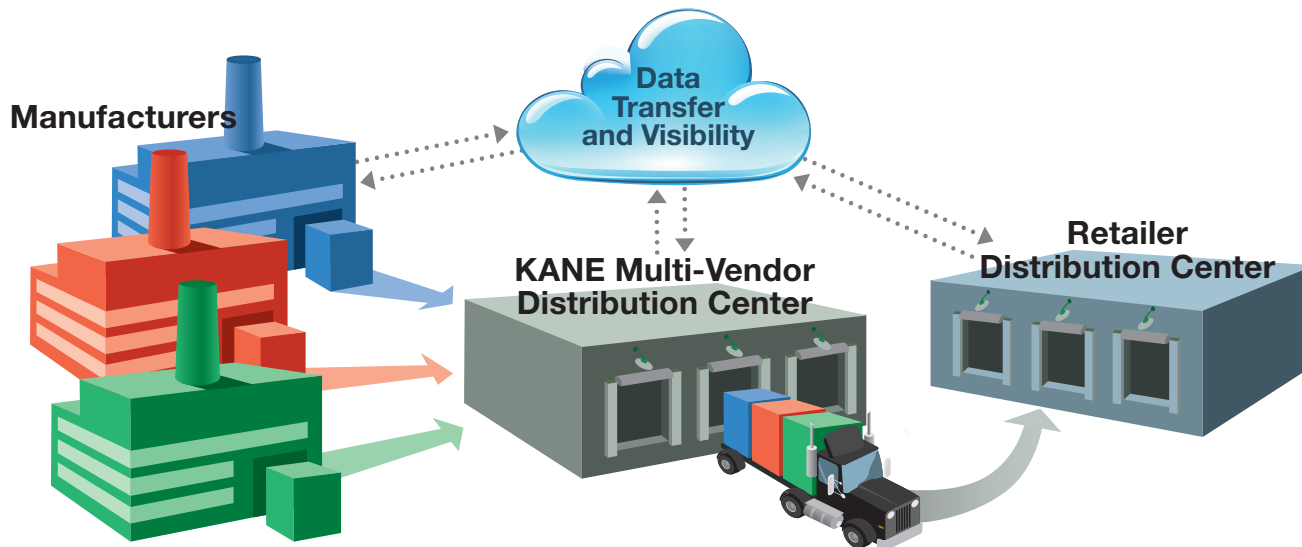 Manufacturers
Data
Transfer
and Visibility
KANE Multi-Vendor
Distribution Center
Retailer
Distribution Center